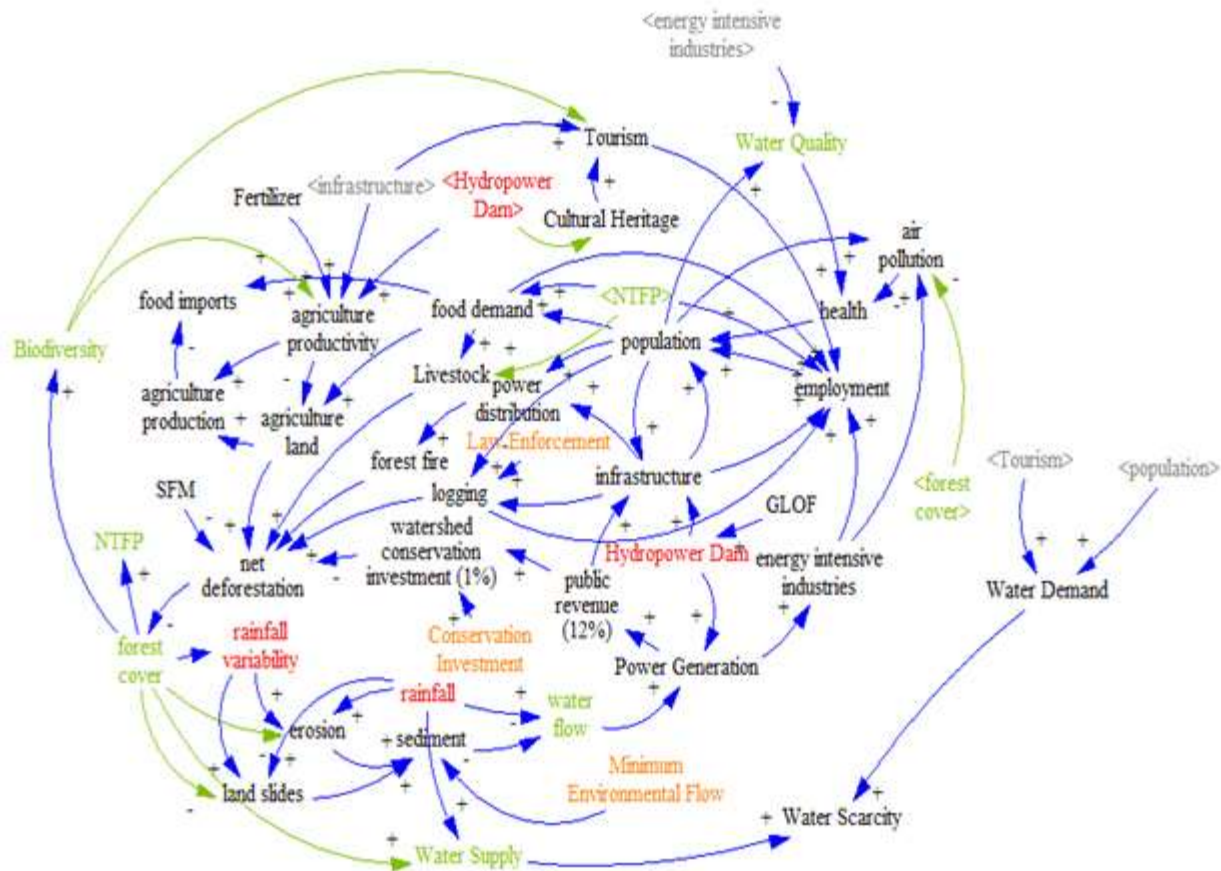 <energy intensive
industries>
Tourism
Water Quality
Fertilizer
<infrastructure>
<Hydropower
Dam>
Cultural Heritage
air
pollution
food imports
agriculture
productivity
food demand
<NTFP>
health
Biodiversity
population
agriculture
production
agriculture
land
Livestock
power
distribution
employment
Law Enforcement
forest fire
infrastructure
<Tourism>
<population>
<forest
cover>
SFM
logging
GLOF
NTFP
net
deforestation
watershed
conservation
investment (1%)
public
revenue
(12%)
Hydropower Dam
energy intensive
industries
Water Demand
forest
cover
rainfall
variability
Conservation
Investment
Power Generation
rainfall
water
flow
erosion
sediment
Minimum
Environmental Flow
land slides
Water Scarcity
Water Supply